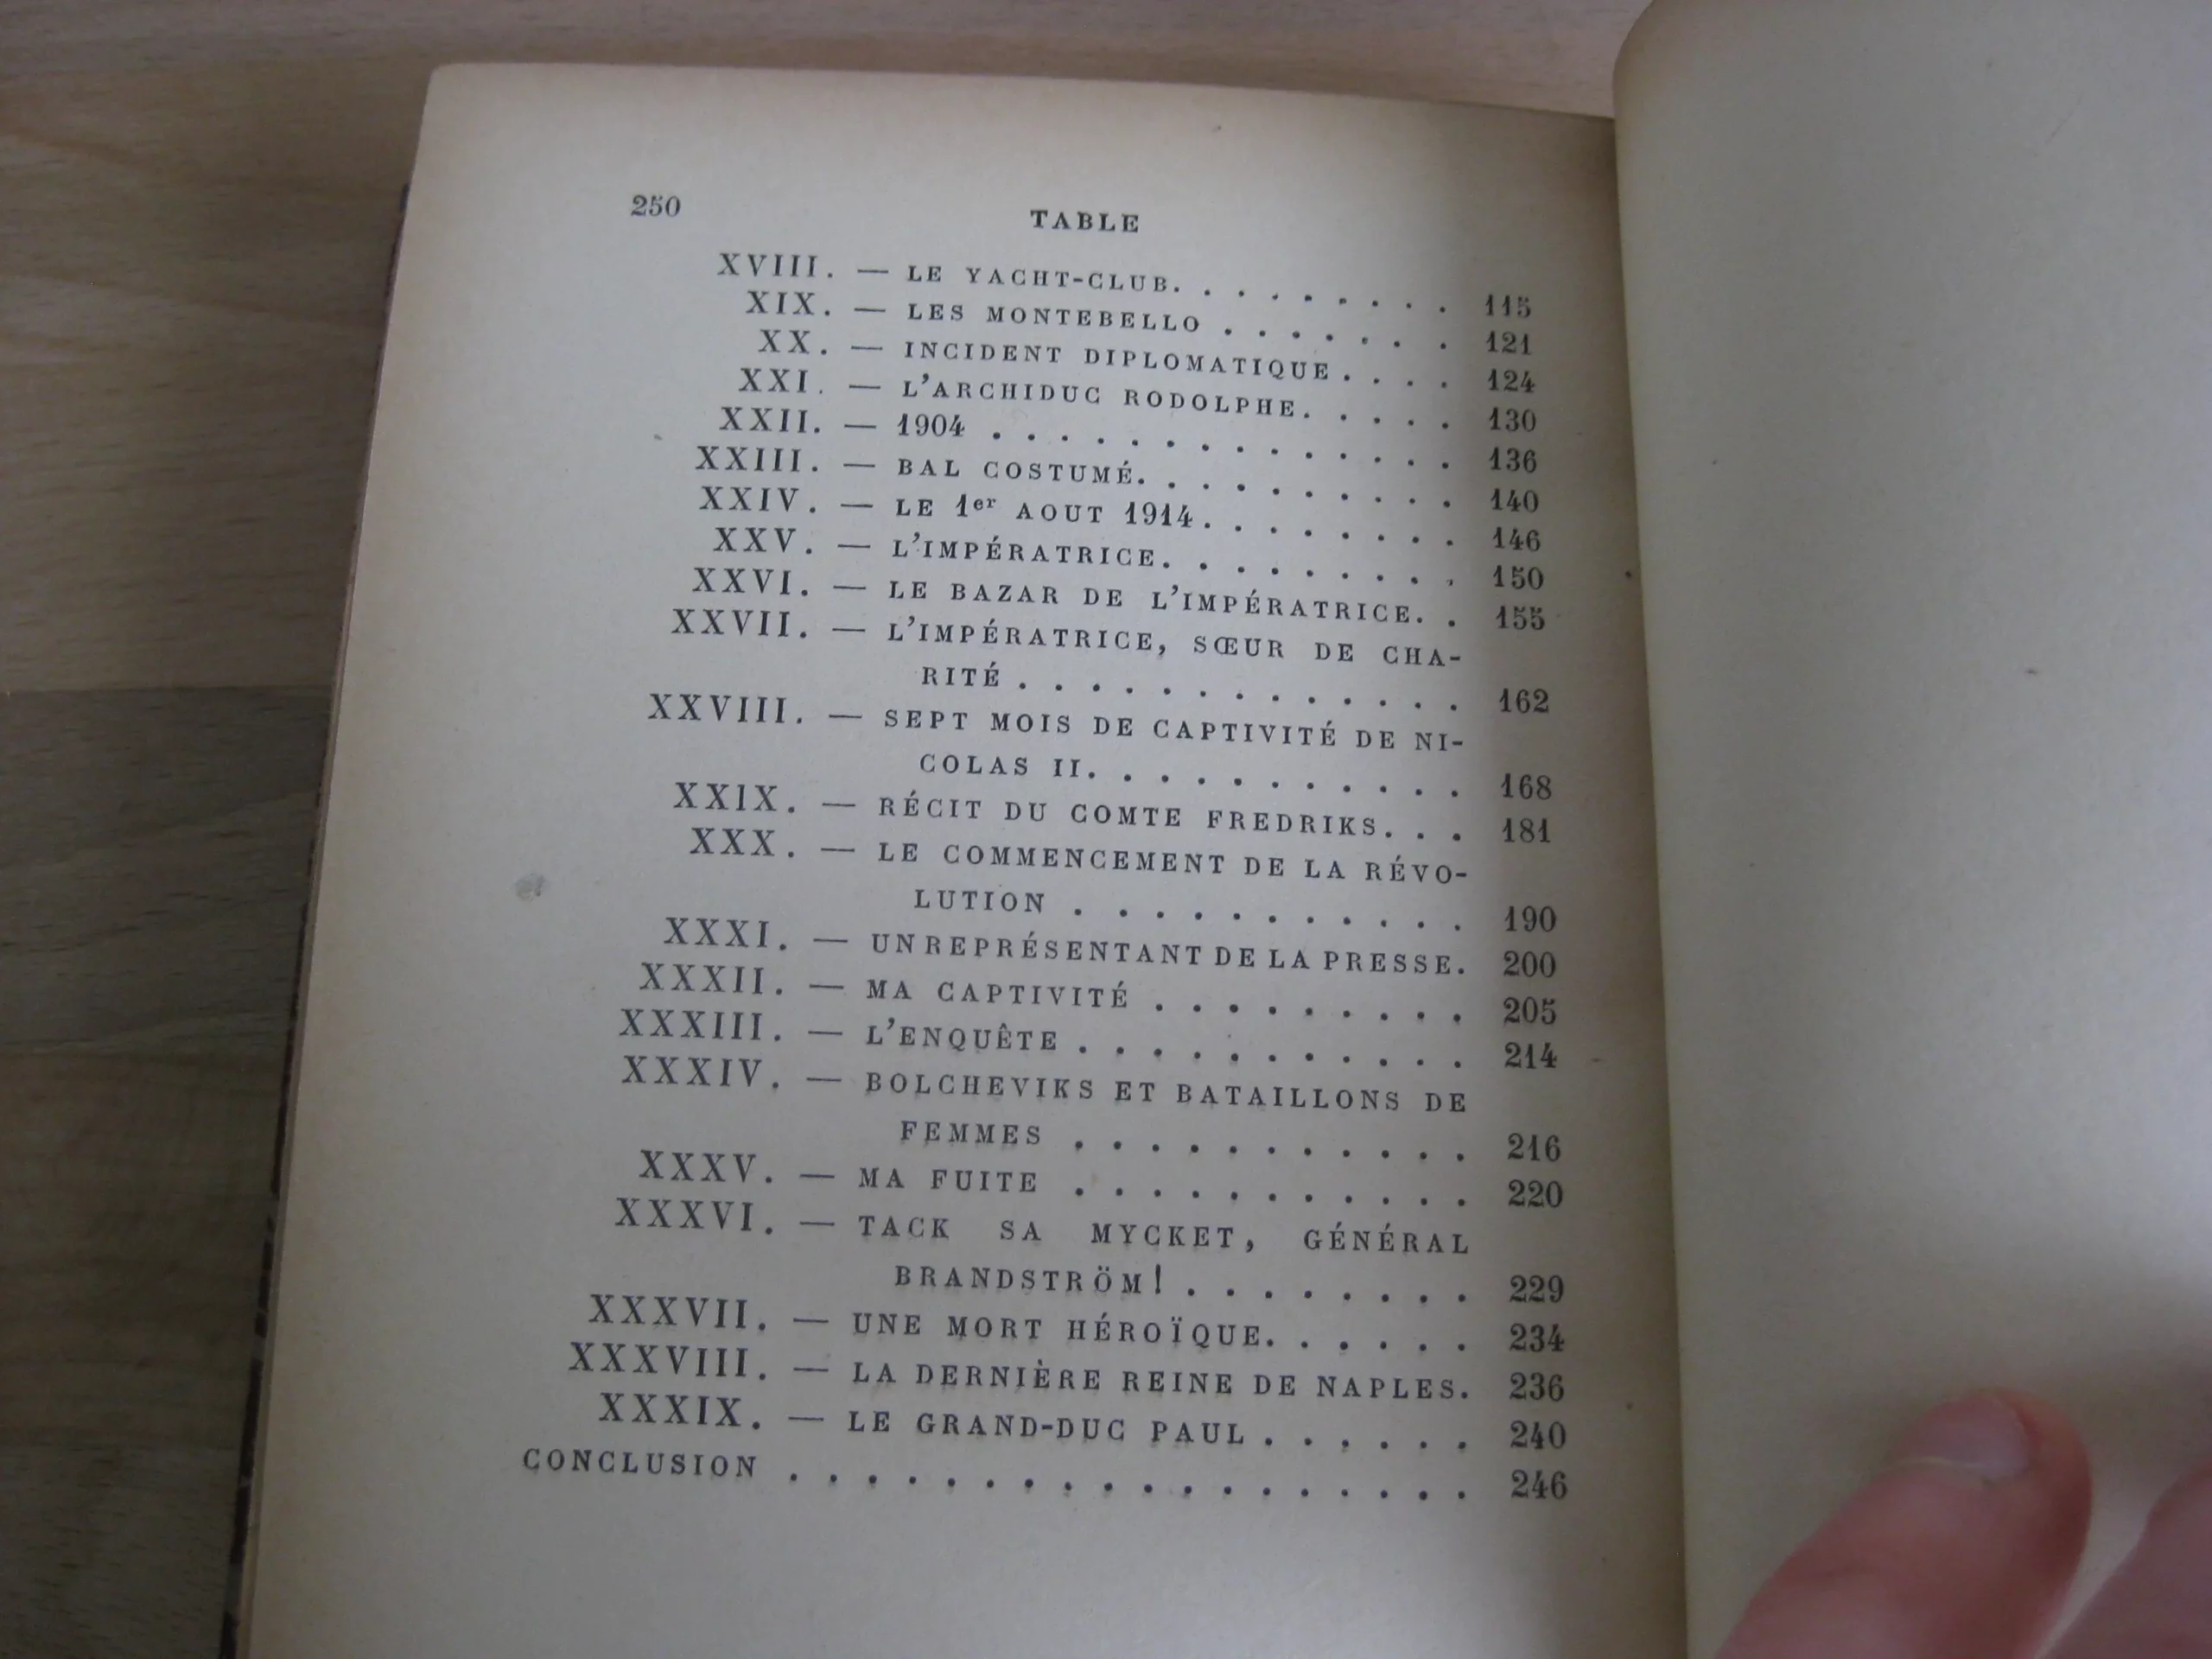 250 TABLE
XVIII. — LE YACHT-CLUB. . . . . . . . . 115
XIX. — LES MONTEBELLO . . . . . . . 121
XX. — INCIDENT DIPLOMATIQUE . . . . 124
XXI. — L'ARCHIDUC RODOLPHE. . . . . 130
XXII. — 1904 . . . . . . . . . . . . . . 136
XXIII. — BAL COSTUMÉ. . . . . . . . . . 140
XXIV. — LE 1er AOUT 1914. . . . . . . . 146
XXV. — L'IMPÉRATRICE. . . . . . . . . 150
XXVI. — LE BAZAR DE L'IMPÉRATRICE. . 155
XXVII. — L'IMPÉRATRICE, SŒUR DE CHA-
RITÉ . . . . . . . . . . . . . 162
XXVIII. — SEPT MOIS DE CAPTIVITÉ DE NI-
COLAS II. . . . . . . . . . . 168
XXIX. — RÉCIT DU COMTE FREDRIKS. . . 181
XXX. — LE COMMENCEMENT DE LA RÉVO-
LUTION . . . . . . . . . . . 190
XXXI. — UN REPRÉSENTANT DE LA PRESSE. 200
XXXII. — MA CAPTIVITÉ . . . . . . . . . 205
XXXIII. — L'ENQUÊTE . . . . . . . . . . . 214
XXXIV. — BOLCHEVIKS ET BATAILLONS DE
FEMMES . . . . . . . . . . . 216
XXXV. — MA FUITE . . . . . . . . . . . 220
XXXVI. — TACK SA MYCKET, GÉNÉRAL
BRANDSTRÖM! . . . . . . . . 229
XXXVII. — UNE MORT HÉROÏQUE. . . . . . 234
XXXVIII. — LA DERNIÈRE REINE DE NAPLES. 236
XXXIX. — LE GRAND-DUC PAUL . . . . . . 240
CONCLUSION . . . . . . . . . . . . . . . . . . 246